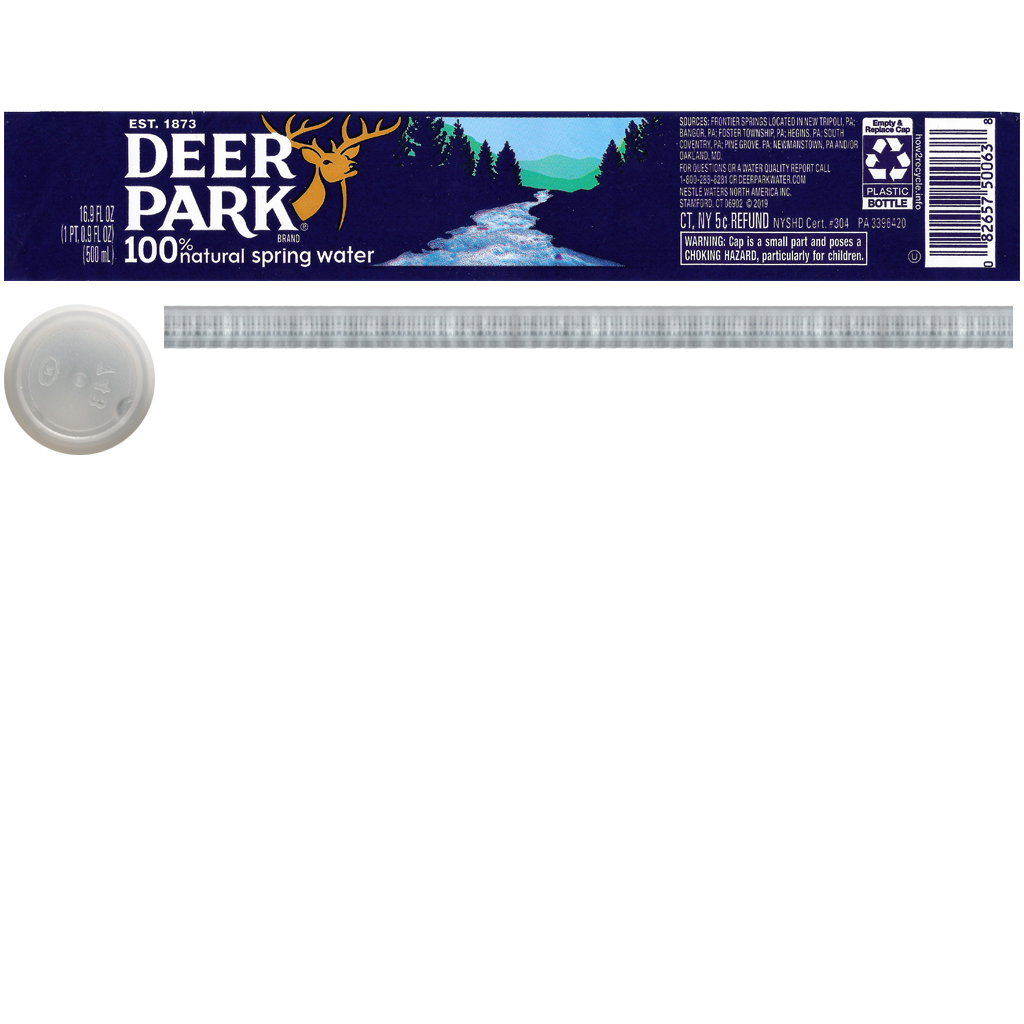 EST. 1873
DEER
PARK®
BRAND
100% natural spring water
16.9 FL OZ
(1 PT, 0.9 FL OZ)
(500 mL)
SOURCES: FRONTIER SPRINGS LOCATED IN NEW TRIPOLI, PA;
BANGOR, PA; FOSTER TOWNSHIP, PA; HEGINS, PA; SOUTH
COVENTRY, PA; PINE GROVE, PA; NEWMANSTOWN, PA AND/OR
OAKLAND, MD.
FOR QUESTIONS OR A WATER QUALITY REPORT CALL
1-800-288-8281 OR DEERPARKWATER.COM
NESTLE WATERS NORTH AMERICA INC.
STAMFORD, CT 06902 © 2019
CT, NY 5¢ REFUND NYSHD Cert. #304 PA 3396420
WARNING: Cap is a small part and poses a
CHOKING HAZARD, particularly for children.
Empty &
Replace Cap
PLASTIC
BOTTLE
how2recycle.info
U
0 82657 50063 8